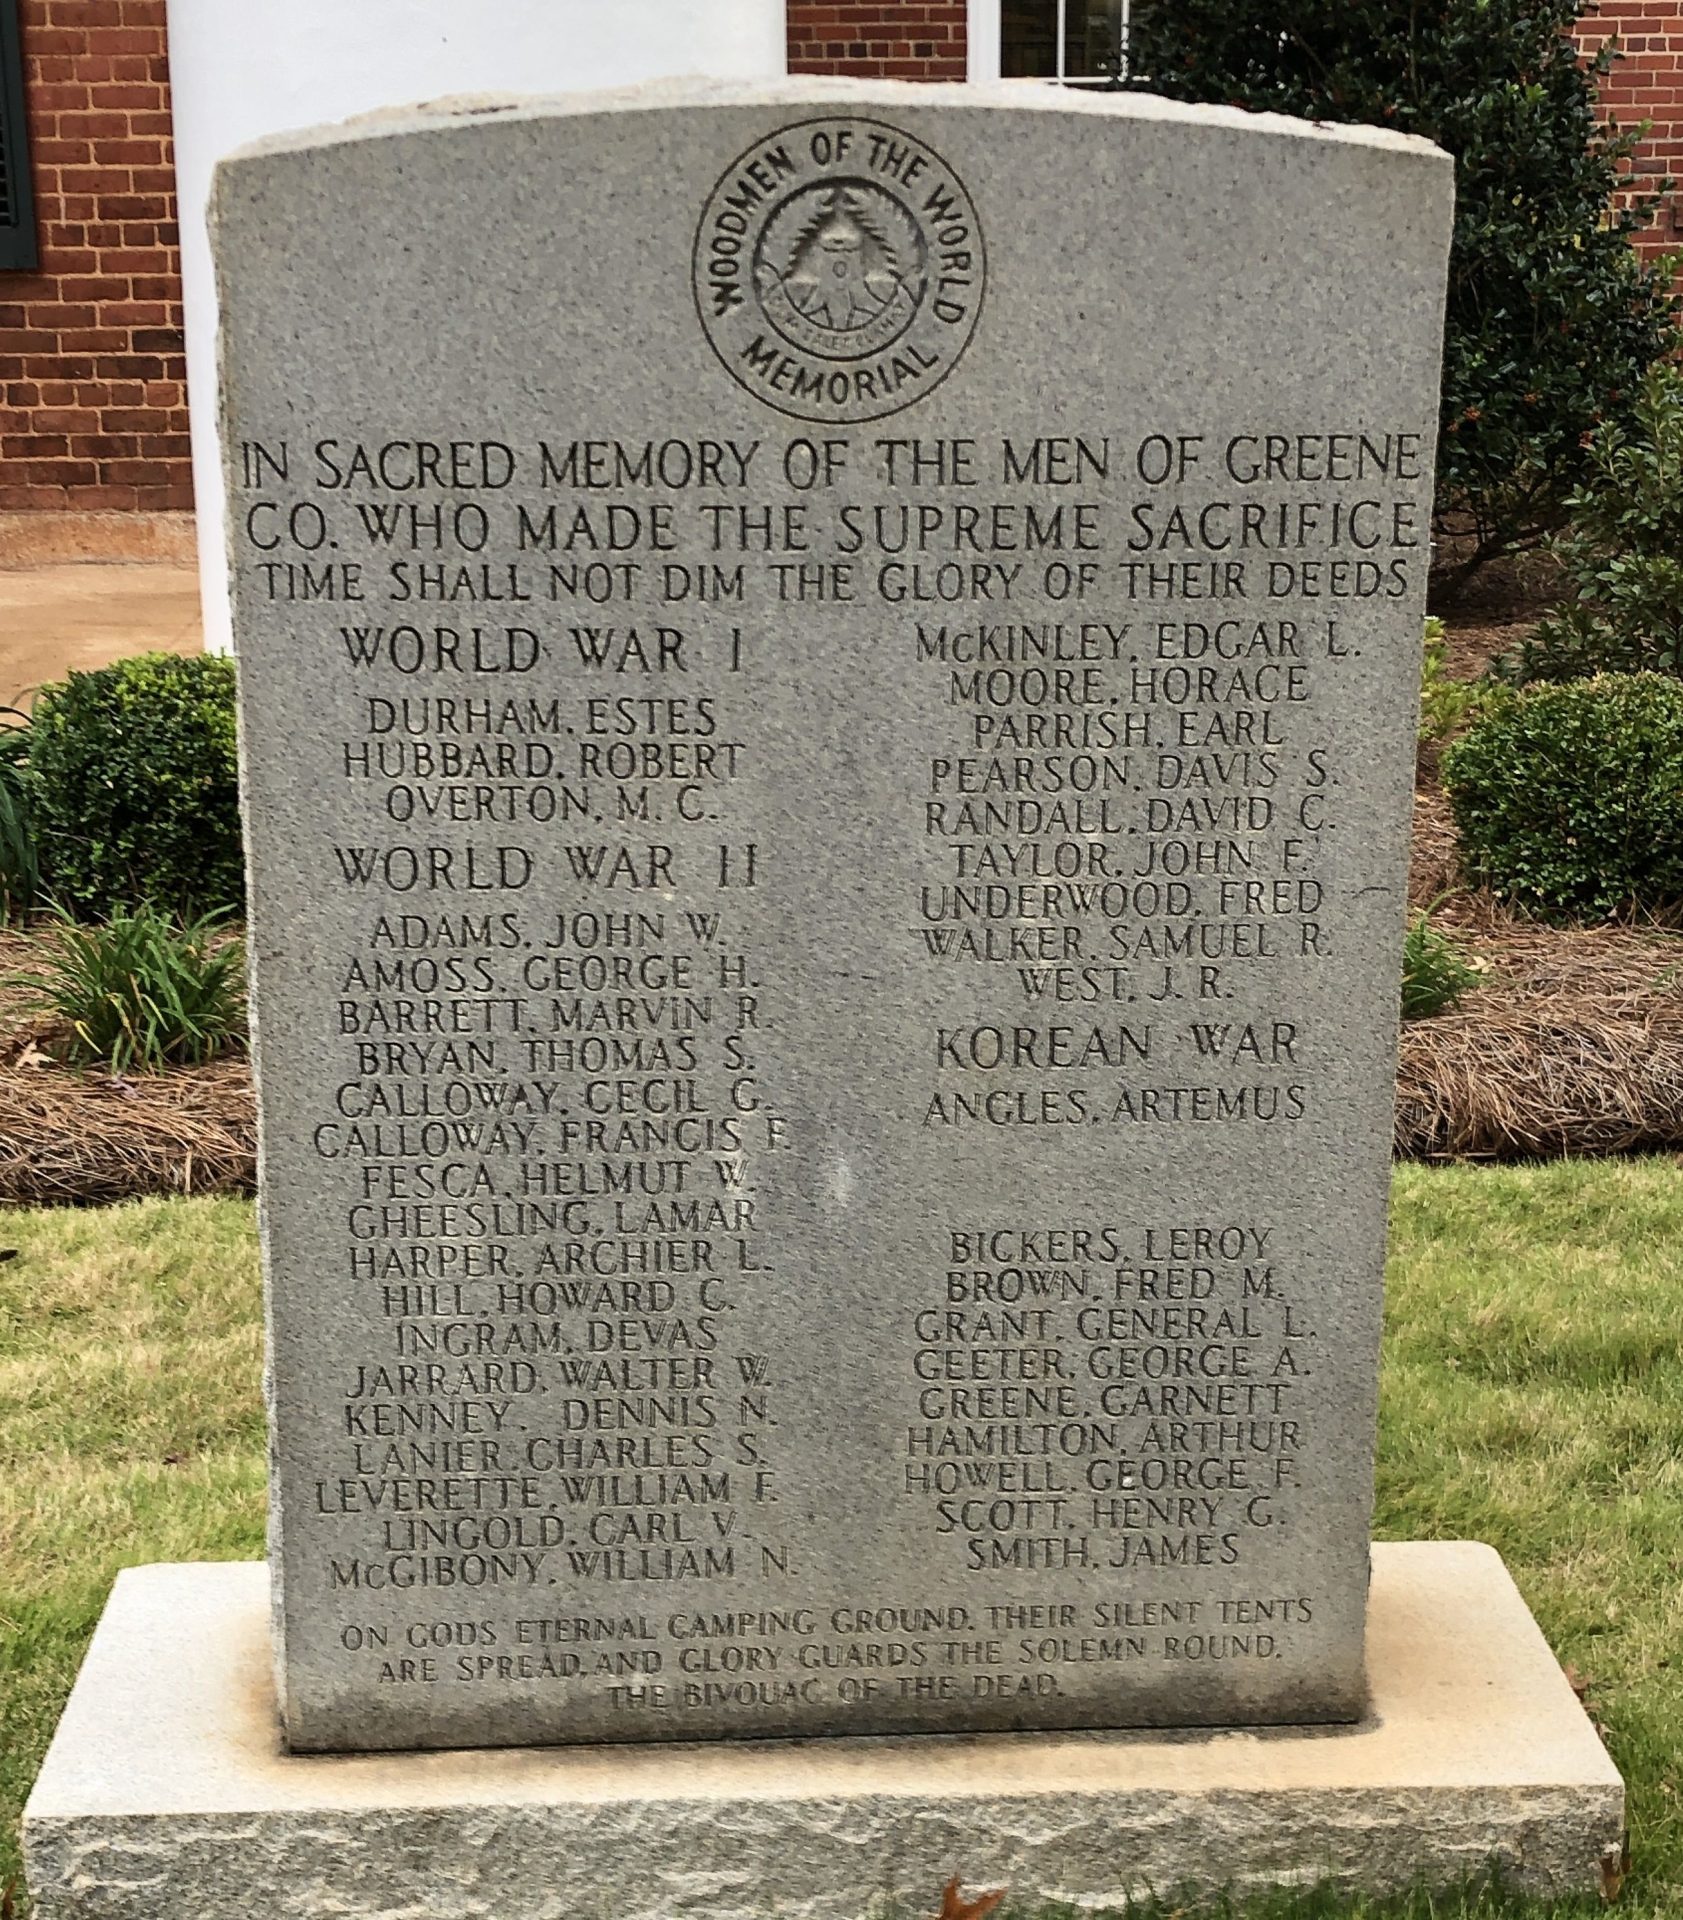 WOODMEN OF THE WORLD
MEMORIAL
IN SACRED MEMORY OF THE MEN OF GREENE
CO. WHO MADE THE SUPREME SACRIFICE
TIME SHALL NOT DIM THE GLORY OF THEIR DEEDS
WORLD WAR I
DURHAM, ESTES
HUBBARD, ROBERT
OVERTON, M. C.
WORLD WAR II
ADAMS, JOHN W.
AMOSS, GEORGE H.
BARRETT, MARVIN R.
BRYAN, THOMAS S.
CALLOWAY, CECIL G.
CALLOWAY, FRANCIS F.
FESCA, HELMUT W.
GHEESLING, LAMAR
HARPER, ARCHIER L.
HILL, HOWARD C.
INGRAM, DEVAS
JARRARD, WALTER W.
KENNEY, DENNIS N.
LANIER, CHARLES S.
LEVERETTE, WILLIAM F.
LINGOLD, CARL V.
McGIBONY, WILLIAM N.
McKINLEY, EDGAR L.
MOORE, HORACE
PARRISH, EARL
PEARSON, DAVIS S.
RANDALL, DAVID C.
TAYLOR, JOHN F.
UNDERWOOD, FRED
WALKER, SAMUEL R.
WEST, J. R.
KOREAN WAR
ANGLES, ARTEMUS
BICKERS, LEROY
BROWN, FRED M.
GRANT, GENERAL L.
GEETER, GEORGE A.
GREENE, GARNETT
HAMILTON, ARTHUR
HOWELL, GEORGE F.
SCOTT, HENRY G.
SMITH, JAMES
ON GODS ETERNAL CAMPING GROUND, THEIR SILENT TENTS
ARE SPREAD, AND GLORY GUARDS THE SOLEMN ROUND,
THE BIVOUAC OF THE DEAD.